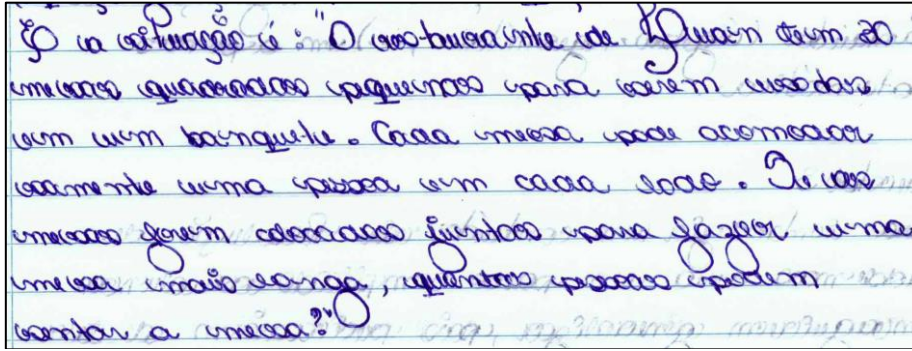 E a situação é: "O restaurante do Juan tem 20
mesas quadradas pequenas para serem usadas
em um banquete. Cada mesa pode acomodar
somente uma pessoa em cada lado. Se as
mesas forem colocadas juntas para fazer uma
mesa mais longa, quantas pessoas podem
sentar a mesa?"